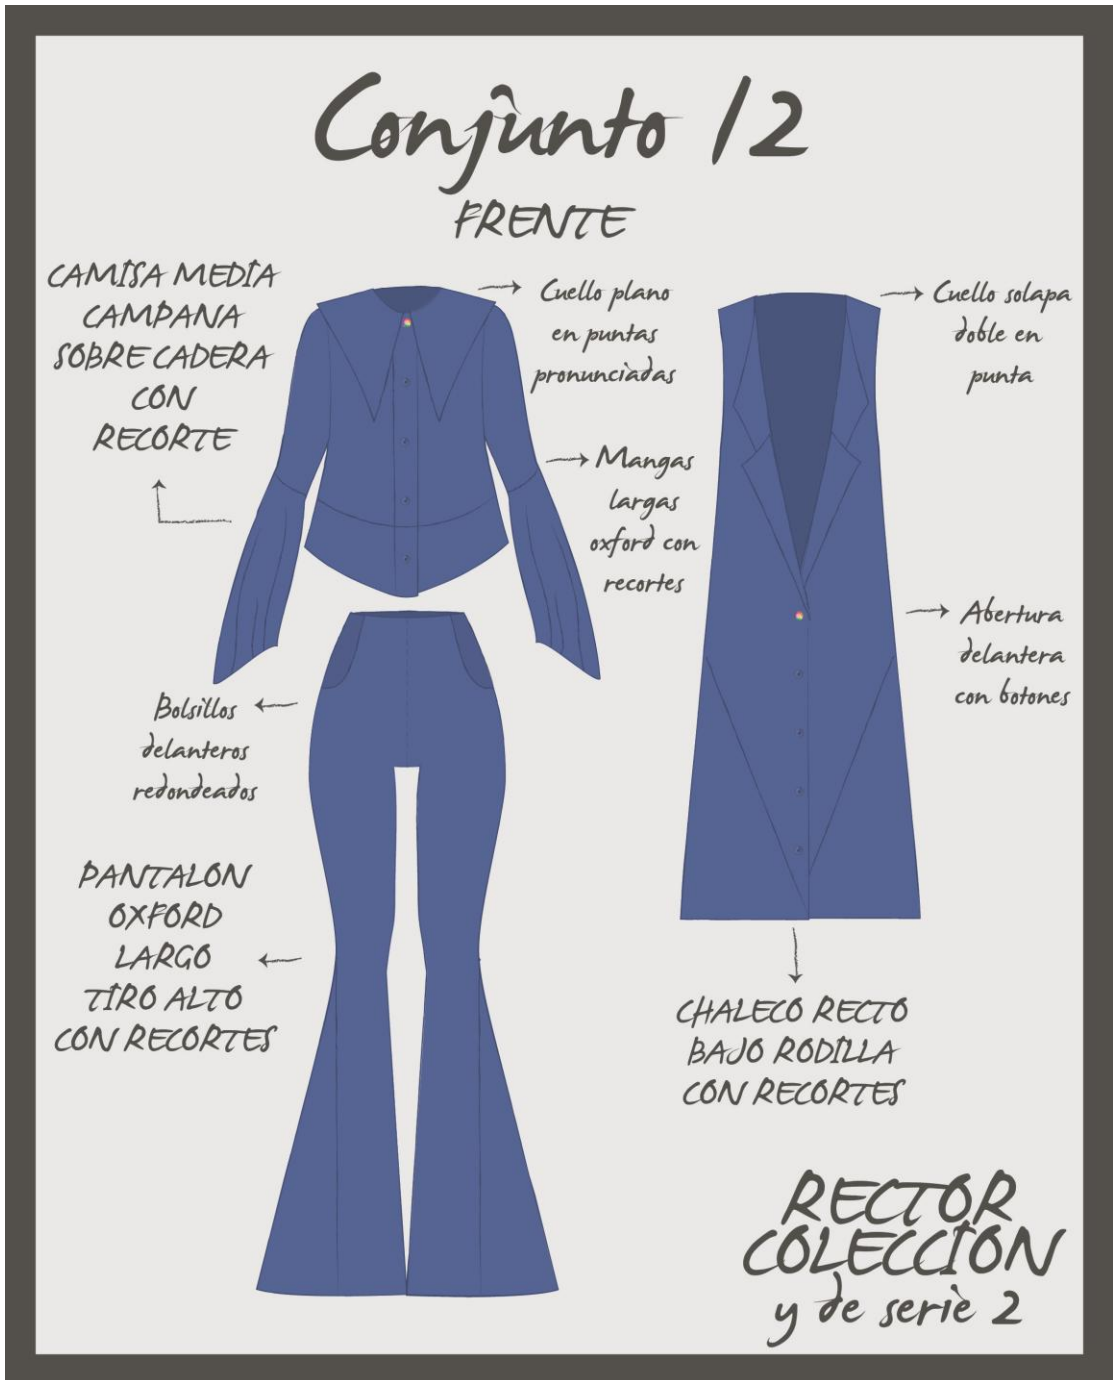 Conjunto 12
FRENTE
CAMISA MEDIA
CAMPANA
SOBRE CADERA
CON
RECORTE
Cuello plano
en puntas
pronunciadas
Cuello solapa
doble en
punta
Mangas
largas
oxford con
recortes
Abertura
delantera
con botones
Bolsillos
delanteros
redondeados
PANTALON
OXFORD
LARGO
TIRO ALTO
CON RECORTES
CHALECO RECTO
BAJO RODILLA
CON RECORTES
RECTOR
COLECCION
y de serie 2